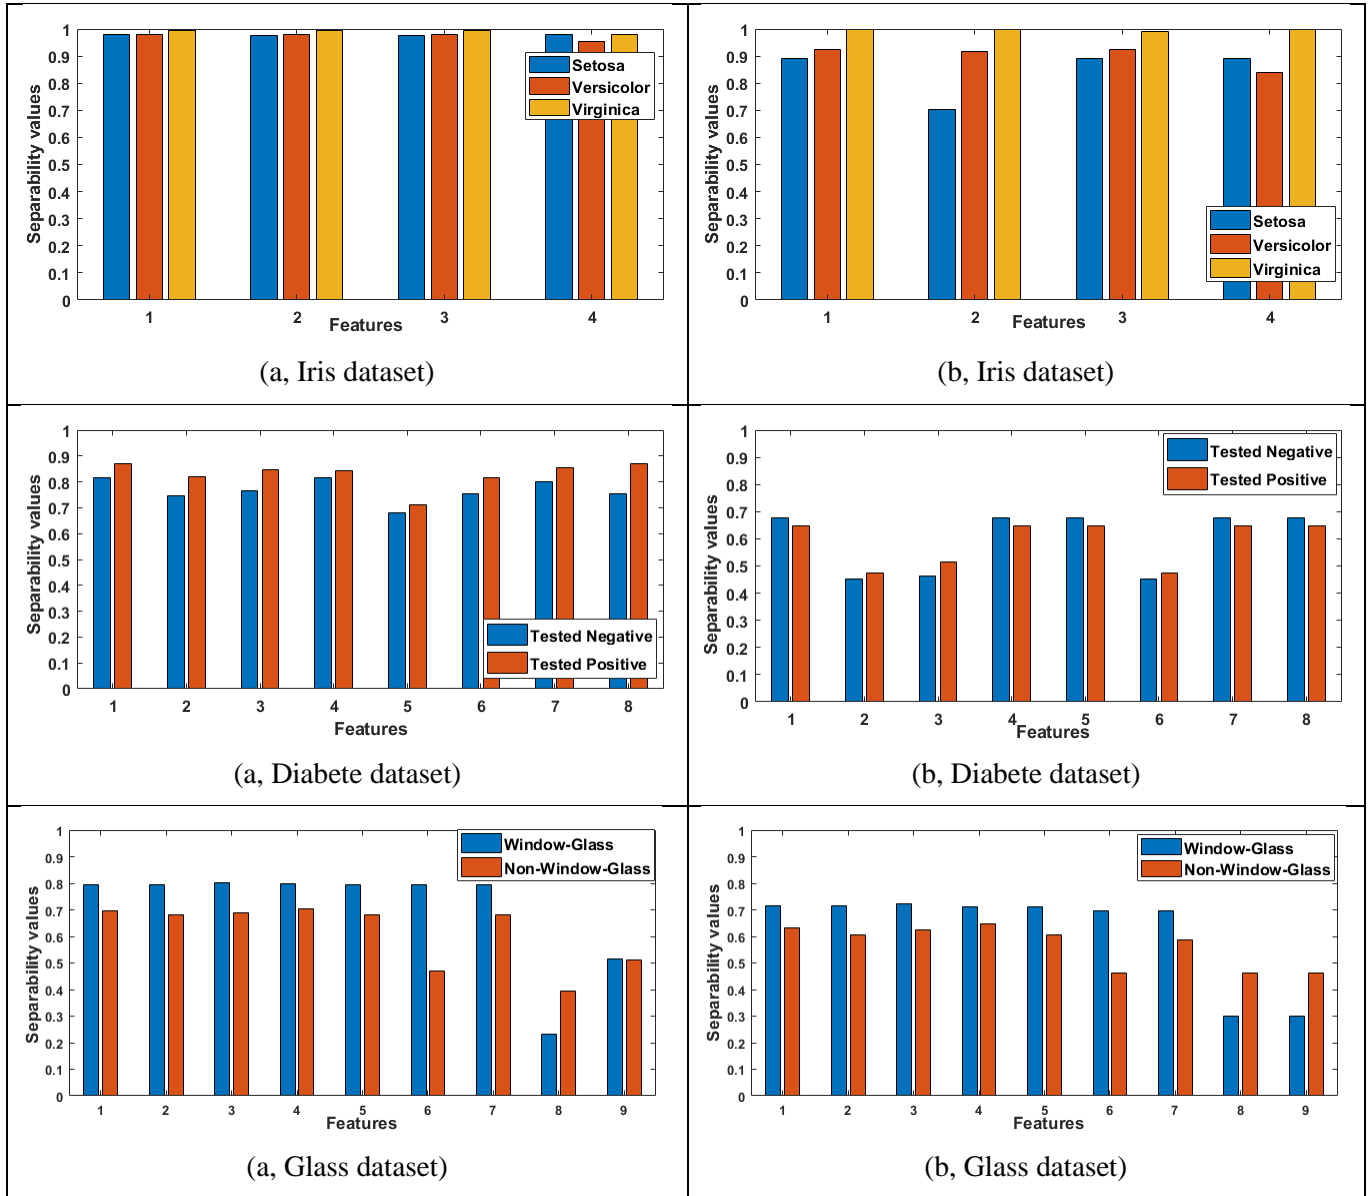 1
0.9
0.8
0.7
0.6
0.5
0.4
0.3
0.2
0.1
0
Separability values
Setosa
Versicolor
Virginica
1 2 3 4
Features
(a, Iris dataset)
1
0.9
0.8
0.7
0.6
0.5
0.4
0.3
0.2
0.1
0
Separability values
Setosa
Versicolor
Virginica
1 2 3 4
Features
(b, Iris dataset)
1
0.9
0.8
0.7
0.6
0.5
0.4
0.3
0.2
0.1
0
Separability values
Tested Negative
Tested Positive
1 2 3 4 5 6 7 8
Features
(a, Diabete dataset)
1
0.9
0.8
0.7
0.6
0.5
0.4
0.3
0.2
0.1
0
Separability values
Tested Negative
Tested Positive
1 2 3 4 5 6 7 8
Features
(b, Diabete dataset)
1
0.9
0.8
0.7
0.6
0.5
0.4
0.3
0.2
0.1
0
Separability values
Window-Glass
Non-Window-Glass
1 2 3 4 5 6 7 8 9
Features
(a, Glass dataset)
1
0.9
0.8
0.7
0.6
0.5
0.4
0.3
0.2
0.1
0
Separability values
Window-Glass
Non-Window-Glass
1 2 3 4 5 6 7 8 9
Features
(b, Glass dataset)